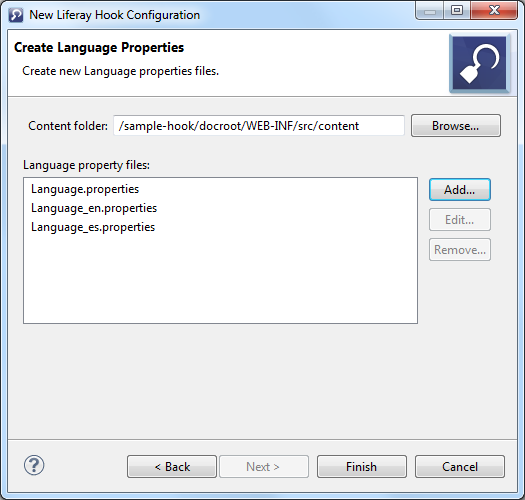 New Liferay Hook Configuration
Create Language Properties
Create new Language properties files.
Content folder: /sample-hook/docroot/WEB-INF/src/content Browse...
Language property files:
Language.properties Add...
Language_en.properties
Language_es.properties Edit...
Remove...
? < Back Next > Finish Cancel